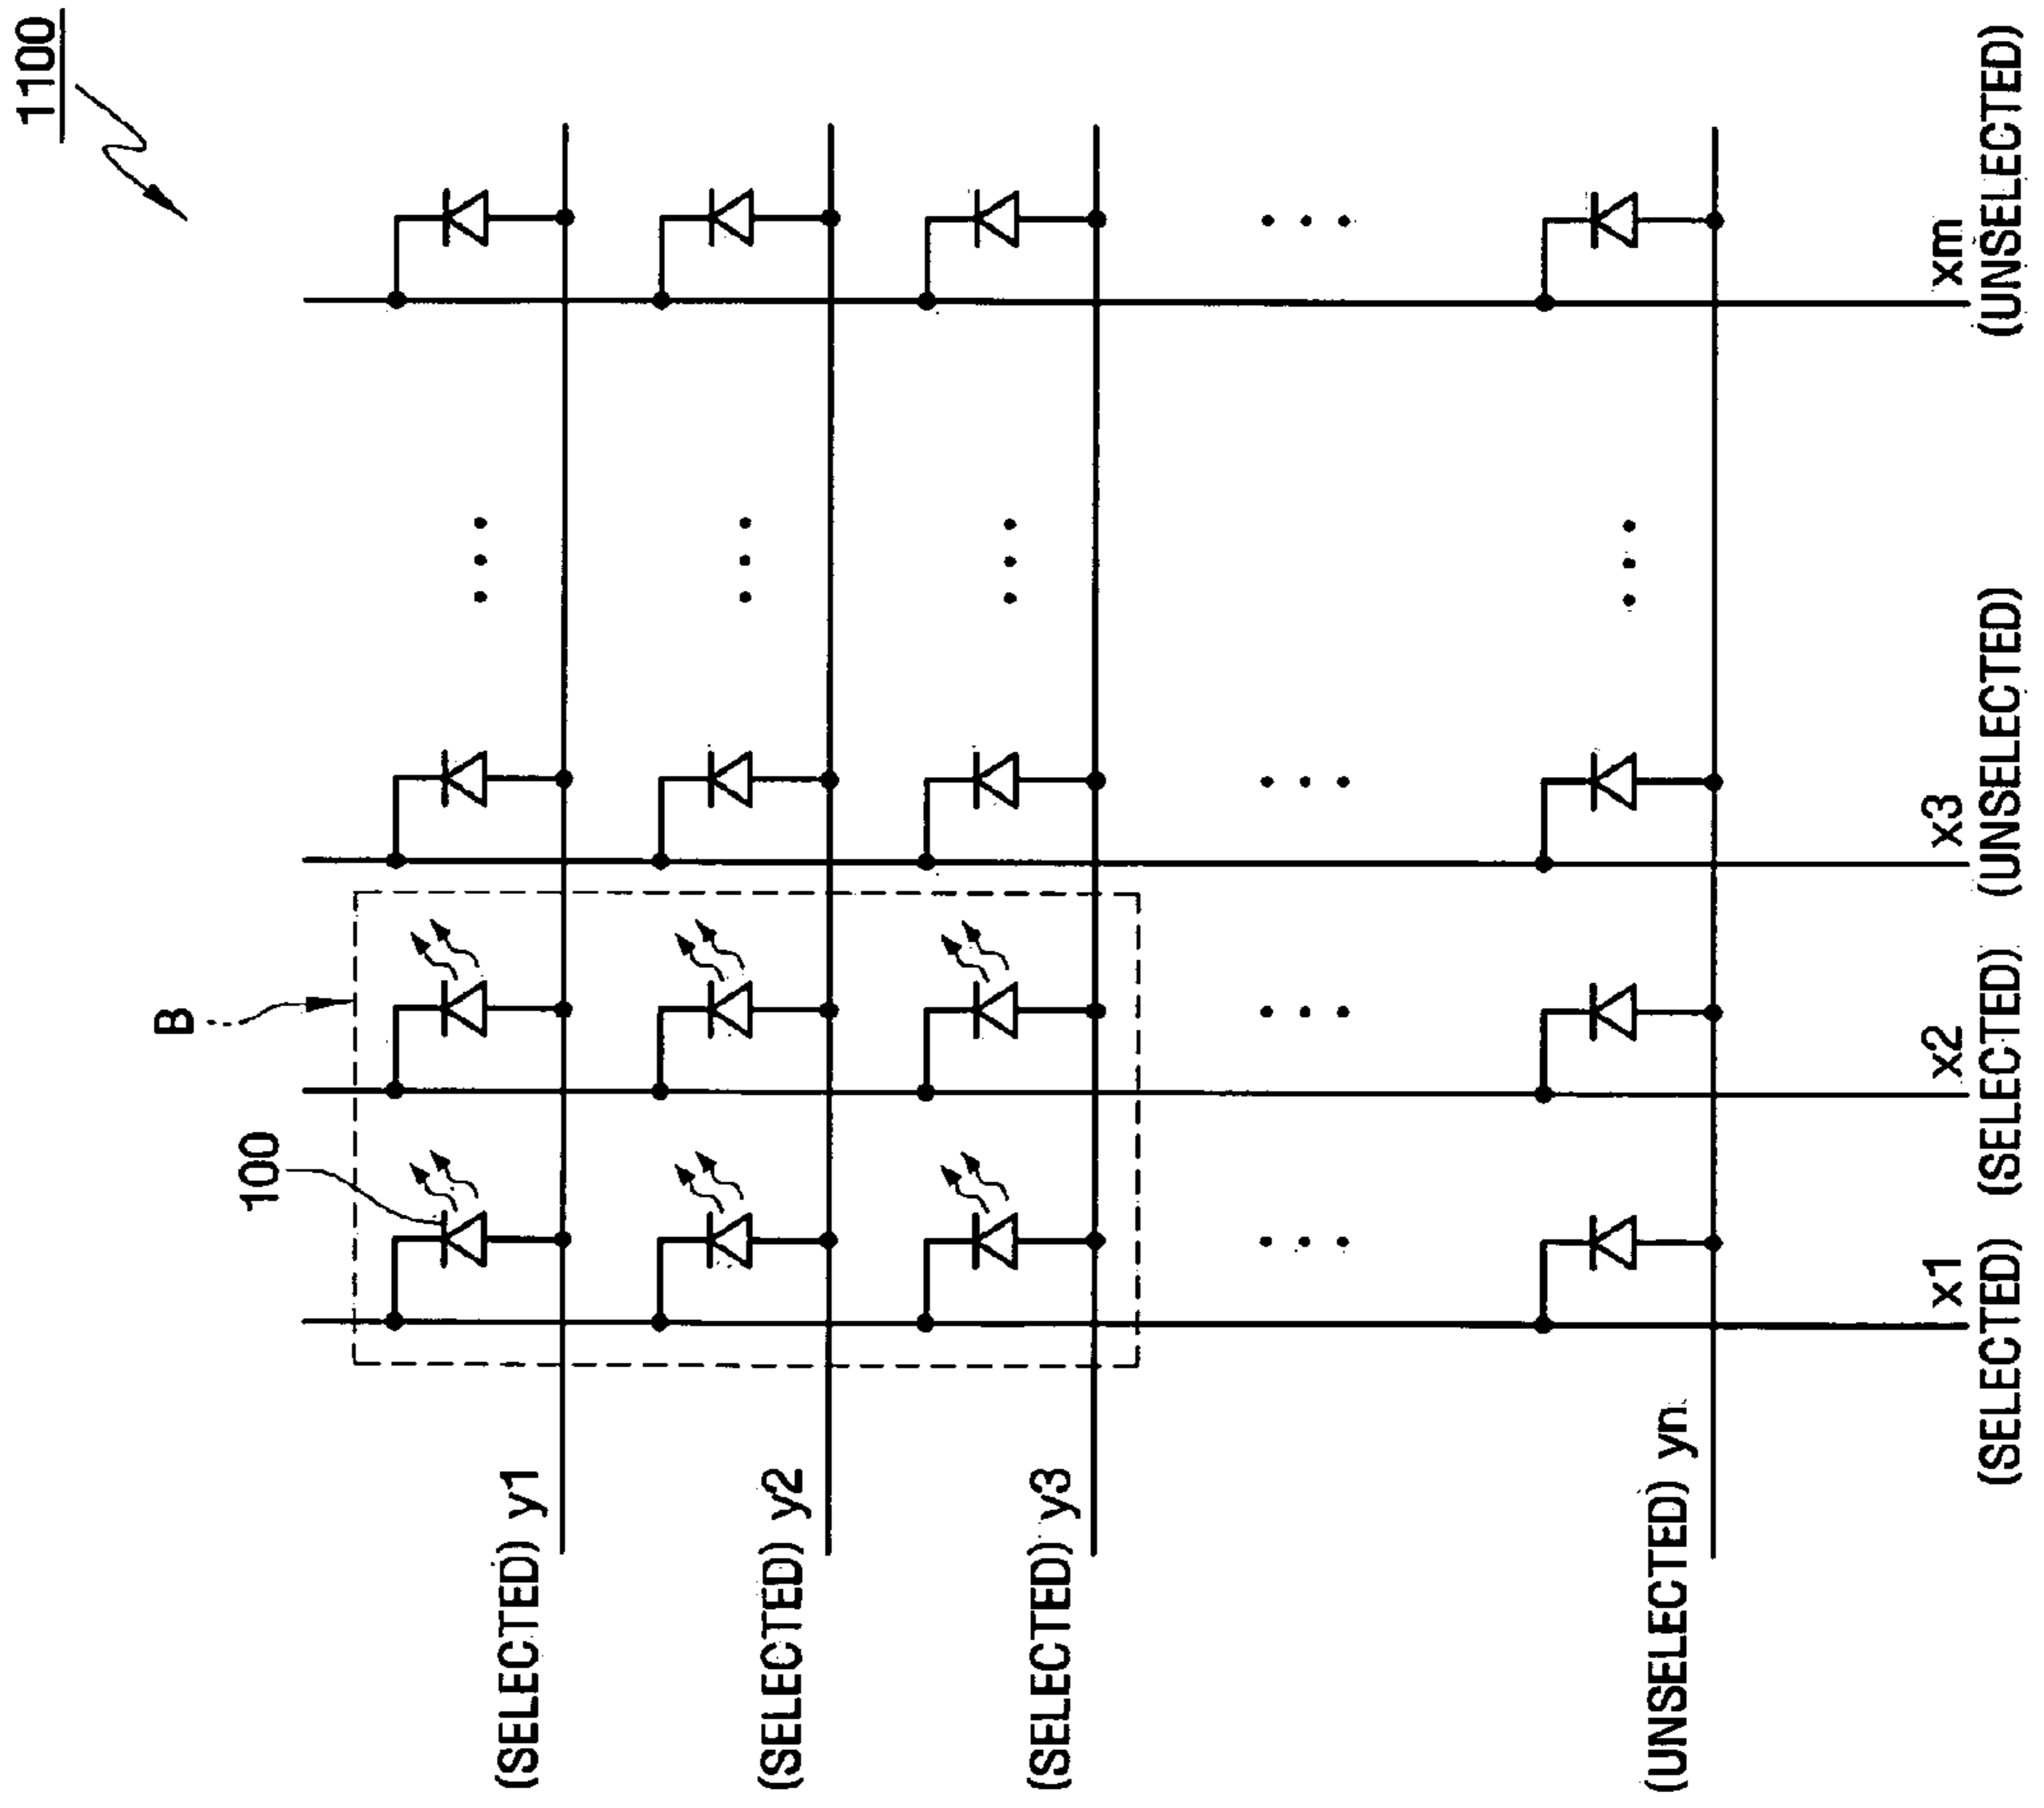 1100
B
100
(SELECTED) y1
(SELECTED) y2
(SELECTED) y3
(UNSELECTED) yn
x1
(SELECTED)
x2
(SELECTED)
x3
(UNSELECTED)
xm
(UNSELECTED)